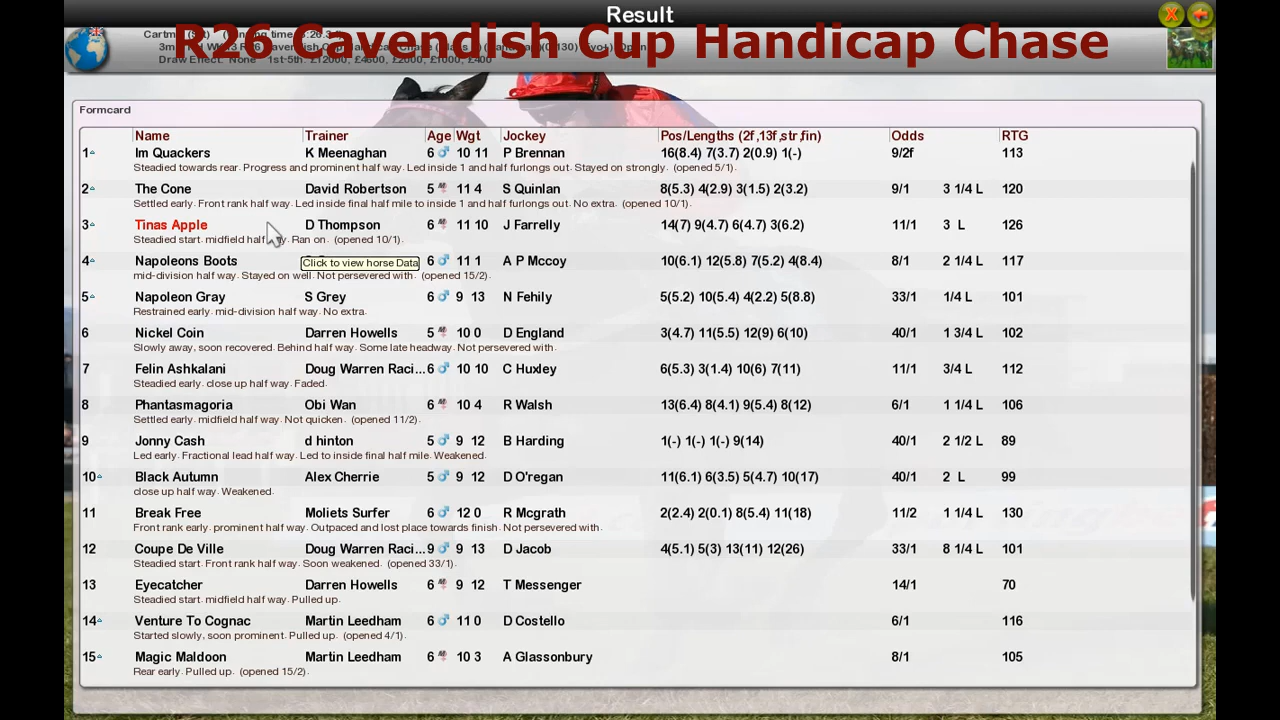 Result
R26 Cavendish Cup Handicap Chase
Draw Effect. None 1st-5th. £12000, £4600, £2000, £1000, £400
Formcard
Name Trainer Age Wgt Jockey Pos/Lengths (2f,13f,str,fin) Odds RTG
1 Im Quackers K Meenaghan 6 10 11 P Brennan 16(8.4) 7(3.7) 2(0.9) 1(-) 9/2f 113
Steadied towards rear. Progress and prominent half way. Led inside 1 and half furlongs out. Stayed on strongly. (opened 5/1).
2 The Cone David Robertson 5 11 4 S Quinlan 8(5.3) 4(2.9) 3(1.5) 2(3.2) 9/1 3 1/4 L 120
Settled early. Front rank half way. Led inside final half mile to inside 1 and half furlongs out. No extra. (opened 10/1).
3 Tinas Apple D Thompson 6 11 10 J Farrelly 14(7) 9(4.7) 6(4.7) 3(6.2) 11/1 3 L 126
Steadied start. midfield half Ran on. (opened 10/1).
4 Napoleons Boots 6 11 1 A P Mccoy 10(6.1) 12(5.8) 7(5.2) 4(8.4) 8/1 2 1/4 L 117
Click to view horse Data
mid-division half way. Stayed on well. Not persevered with. (opened 15/2).
5 Napoleon Gray S Grey 6 9 13 N Fehily 5(5.2) 10(5.4) 4(2.2) 5(8.8) 33/1 1/4 L 101
Restrained early. mid-division half way. No extra.
6 Nickel Coin Darren Howells 5 10 0 D England 3(4.7) 11(5.5) 12(9) 6(10) 40/1 1 3/4 L 102
Slowly away, soon recovered. Behind half way. Some late headway. Not persevered with.
7 Felin Ashkalani Doug Warren Raci... 6 10 10 C Huxley 6(5.3) 3(1.4) 10(6) 7(11) 11/1 3/4 L 112
Steadied early. close up half way. Faded.
8 Phantasmagoria Obi Wan 6 10 4 R Walsh 13(6.4) 8(4.1) 9(5.4) 8(12) 6/1 1 1/4 L 106
Settled early. midfield half way. Not quicken. (opened 11/2).
9 Jonny Cash d hinton 5 9 12 B Harding 1(-) 1(-) 1(-) 9(14) 40/1 2 1/2 L 89
Led early. Fractional lead half way. Led to inside final half mile. Weakened.
10 Black Autumn Alex Cherrie 5 9 12 D O'regan 11(6.1) 6(3.5) 5(4.7) 10(17) 40/1 2 L 99
close up half way. Weakened.
11 Break Free Moliets Surfer 6 12 0 R Mcgrath 2(2.4) 2(0.1) 8(5.4) 11(18) 11/2 1 1/4 L 130
Front rank early. prominent half way. Outpaced and lost place towards finish. Not persevered with.
12 Coupe De Ville Doug Warren Raci... 9 9 13 D Jacob 4(5.1) 5(3) 13(11) 12(26) 33/1 8 1/4 L 101
Steadied start. Front rank half way. Soon weakened. (opened 33/1).
13 Eyecatcher Darren Howells 6 9 12 T Messenger 14/1 70
Steadied start. midfield half way. Pulled up.
14 Venture To Cognac Martin Leedham 6 11 0 D Costello 6/1 116
Started slowly, soon prominent. Pulled up. (opened 4/1).
15 Magic Maldoon Martin Leedham 6 10 3 A Glassonbury 8/1 105
Rear early. Pulled up. (opened 15/2).